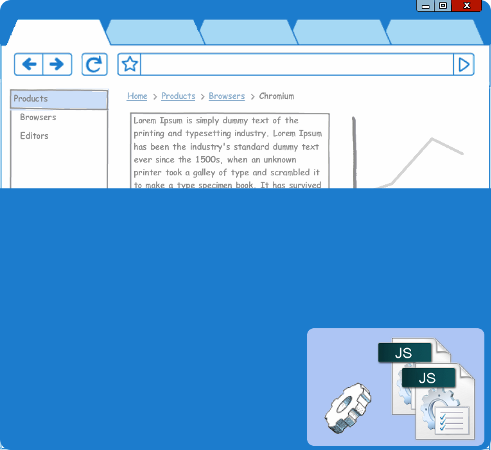 x
Home > Products > Browsers > Chromium
Products
Browsers
Editors
Lorem Ipsum is simply dummy text of the
printing and typesetting industry. Lorem Ipsum
has been the industry's standard dummy text
ever since the 1500s, when an unknown
printer took a galley of type and scrambled it
to make a type specimen book. It has survived
JS
JS